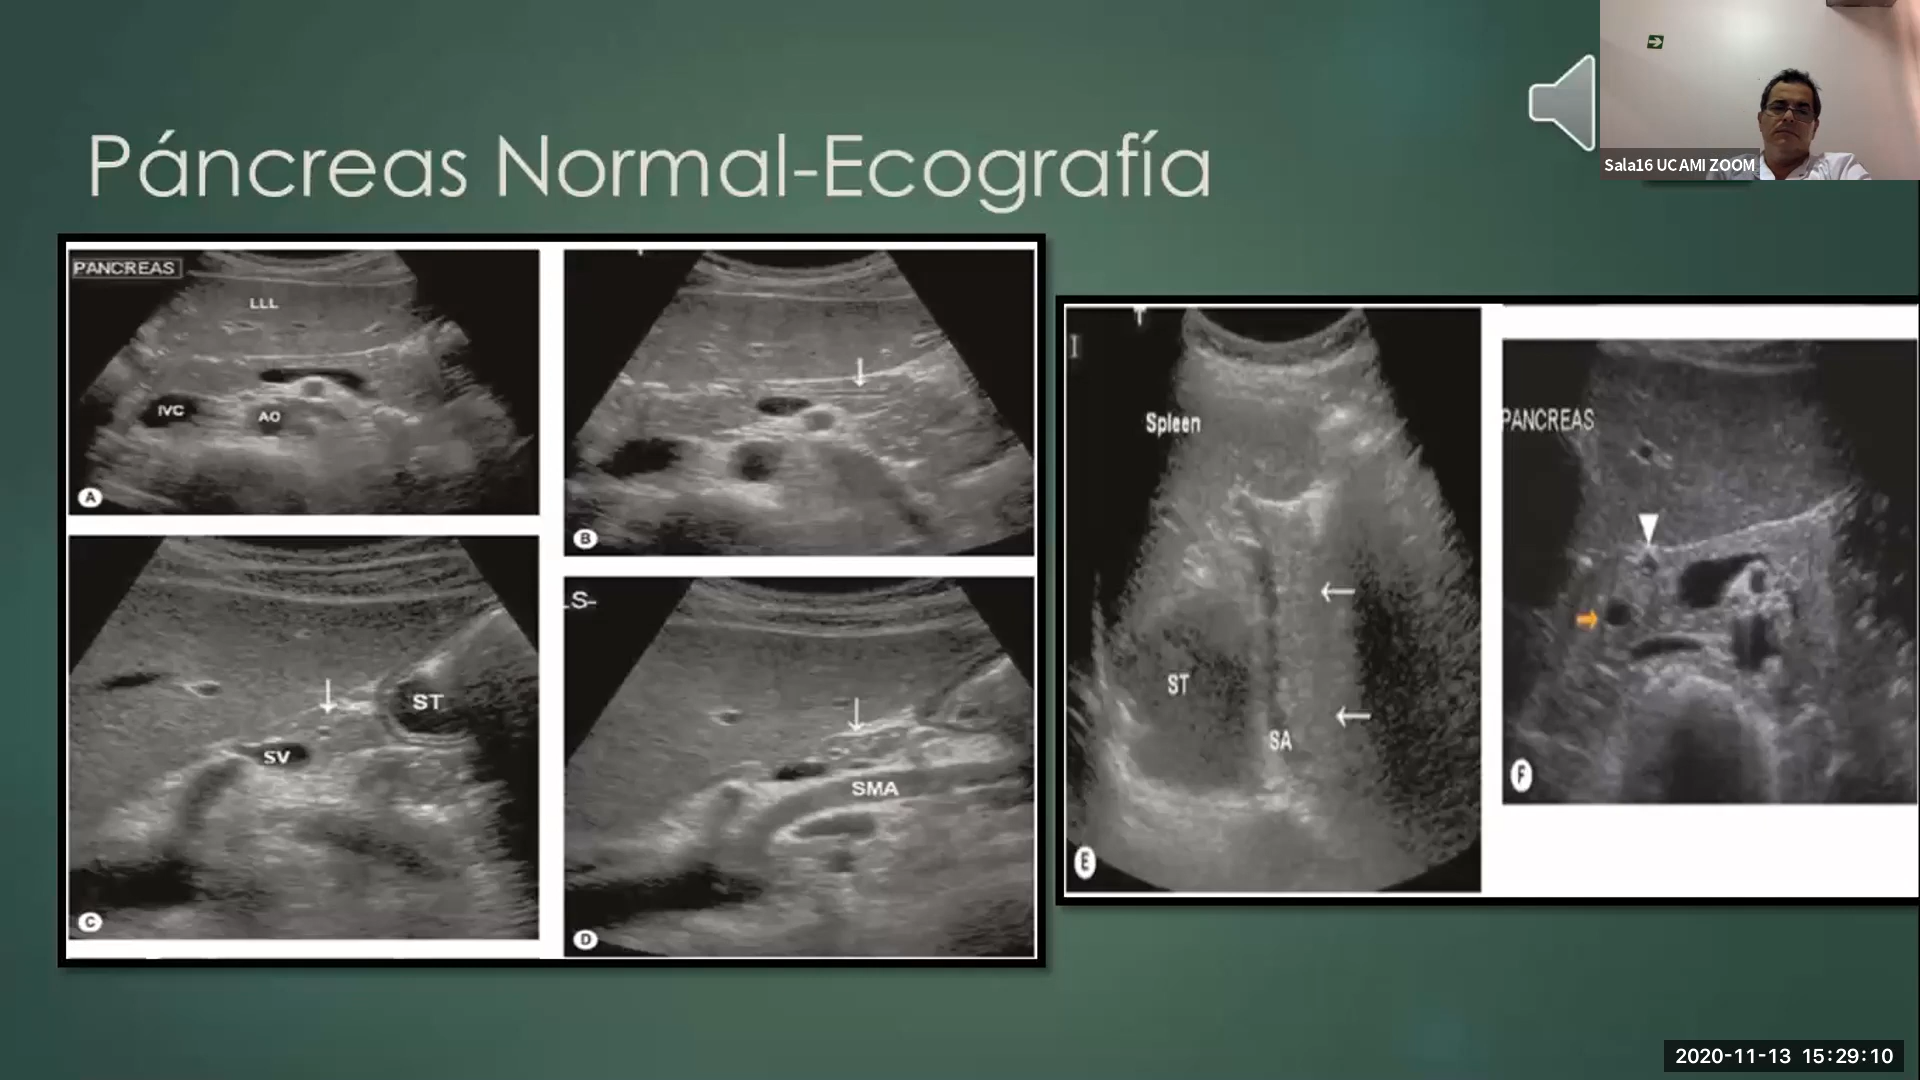 Páncreas Normal-Ecografía
Sala16 UCAMI ZOOM
PANCREAS
LLL
IVC
AO
A
B
ST
SV
C
LS-
SMA
D
Spleen
ST
SA
E
PANCREAS
F
2020-11-13 15:29:10